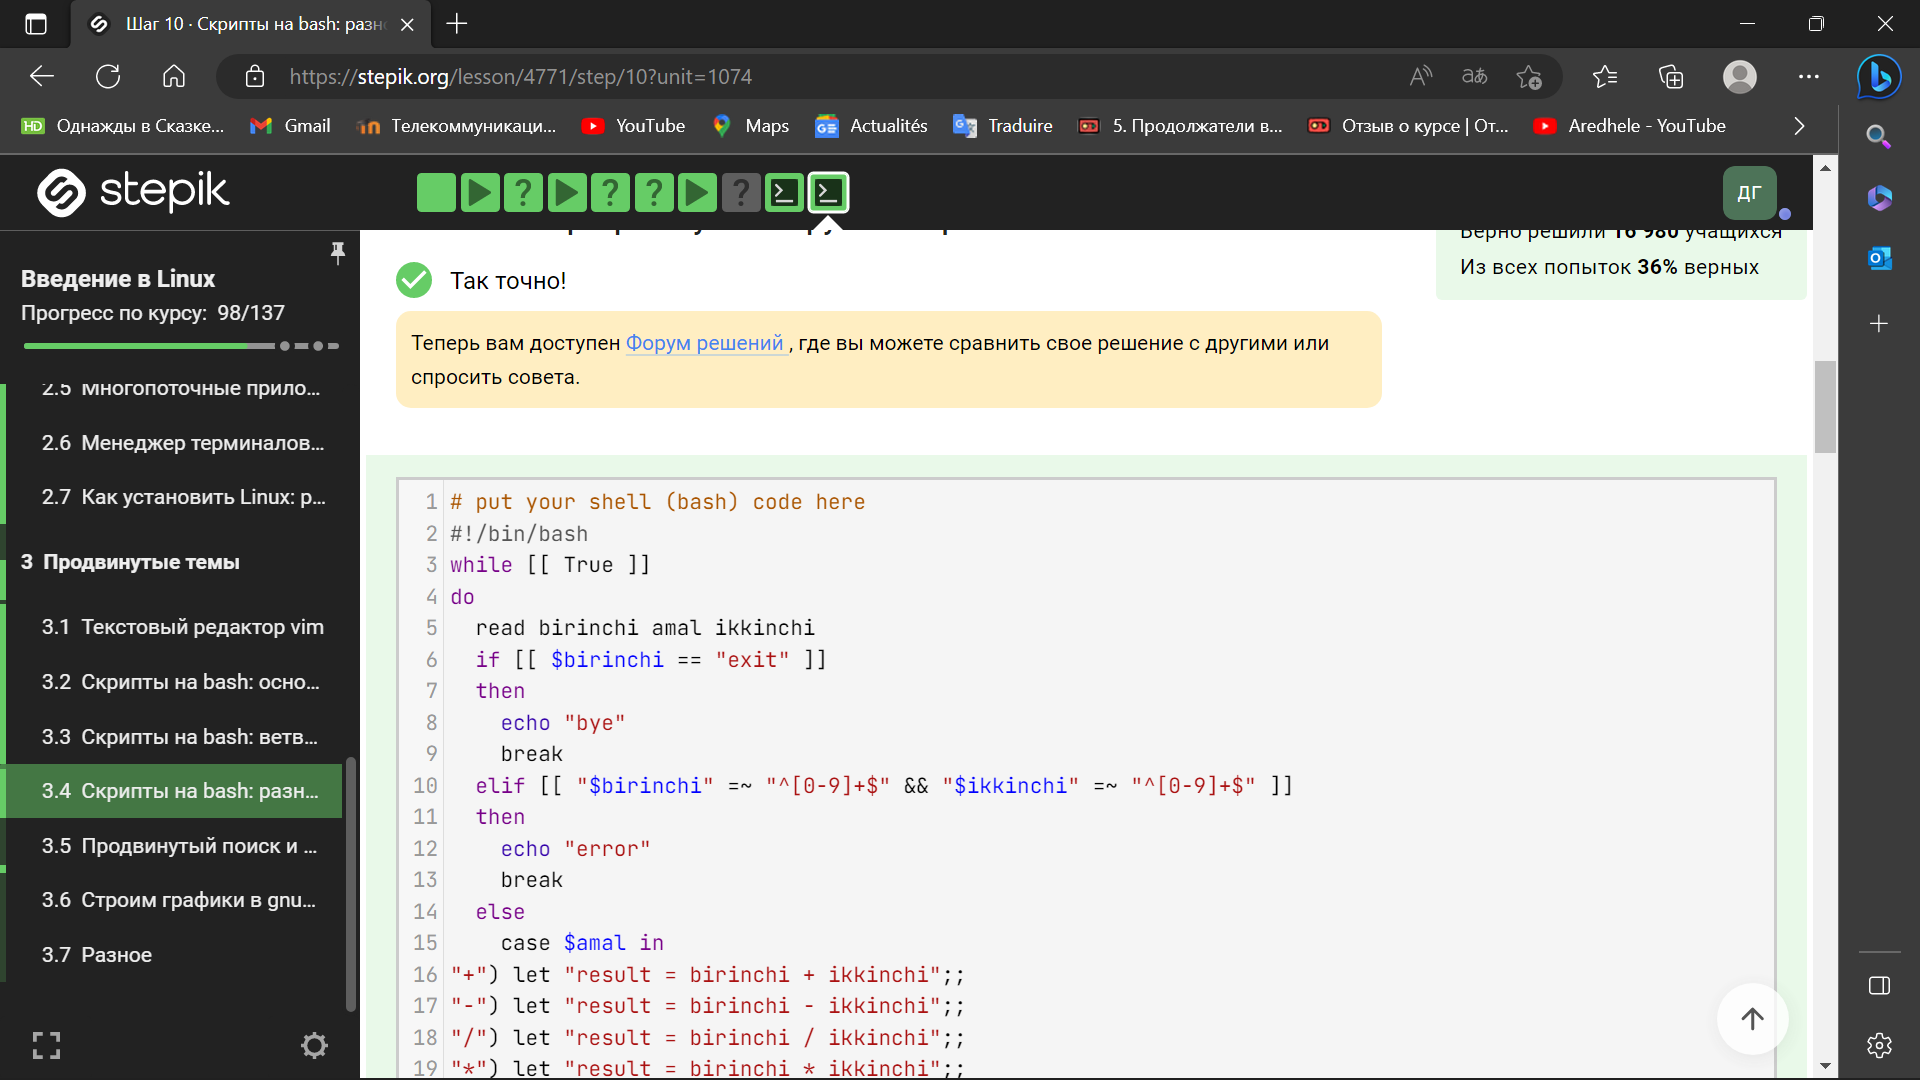 Шаг 10 · Скрипты на bash: разн
https://stepik.org/lesson/4771/step/10?unit=1074
Однажды в Сказке...
Gmail
Телекоммуникаци...
YouTube
Maps
Actualités
Traduire
5. Продолжатели в...
Отзыв о курсе | От...
Aredhele - YouTube
stepik
ДГ
Введение в Linux
Прогресс по курсу: 98/137
2.5 Многопоточные прило...
2.6 Менеджер терминалов...
2.7 Как установить Linux: р...
3 Продвинутые темы
3.1 Текстовый редактор vim
3.2 Скрипты на bash: осно...
3.3 Скрипты на bash: ветв...
3.4 Скрипты на bash: разн...
3.5 Продвинутый поиск и ...
3.6 Строим графики в gnu...
3.7 Разное
Верно решили 16 980 учащихся
Из всех попыток 36% верных
Так точно!
Теперь вам доступен Форум решений , где вы можете сравнить свое решение с другими или
спросить совета.
1 # put your shell (bash) code here
2 #!/bin/bash
3 while [[ True ]]
4 do
5 read birinchi amal ikkinchi
6 if [[ $birinchi == "exit" ]]
7 then
8 echo "bye"
9 break
10 elif [[ "$birinchi" =~ "^[0-9]+$" && "$ikkinchi" =~ "^[0-9]+$" ]]
11 then
12 echo "error"
13 break
14 else
15 case $amal in
16 "+") let "result = birinchi + ikkinchi";;
17 "-") let "result = birinchi - ikkinchi";;
18 "/") let "result = birinchi / ikkinchi";;
19 "*") let "result = birinchi * ikkinchi";;